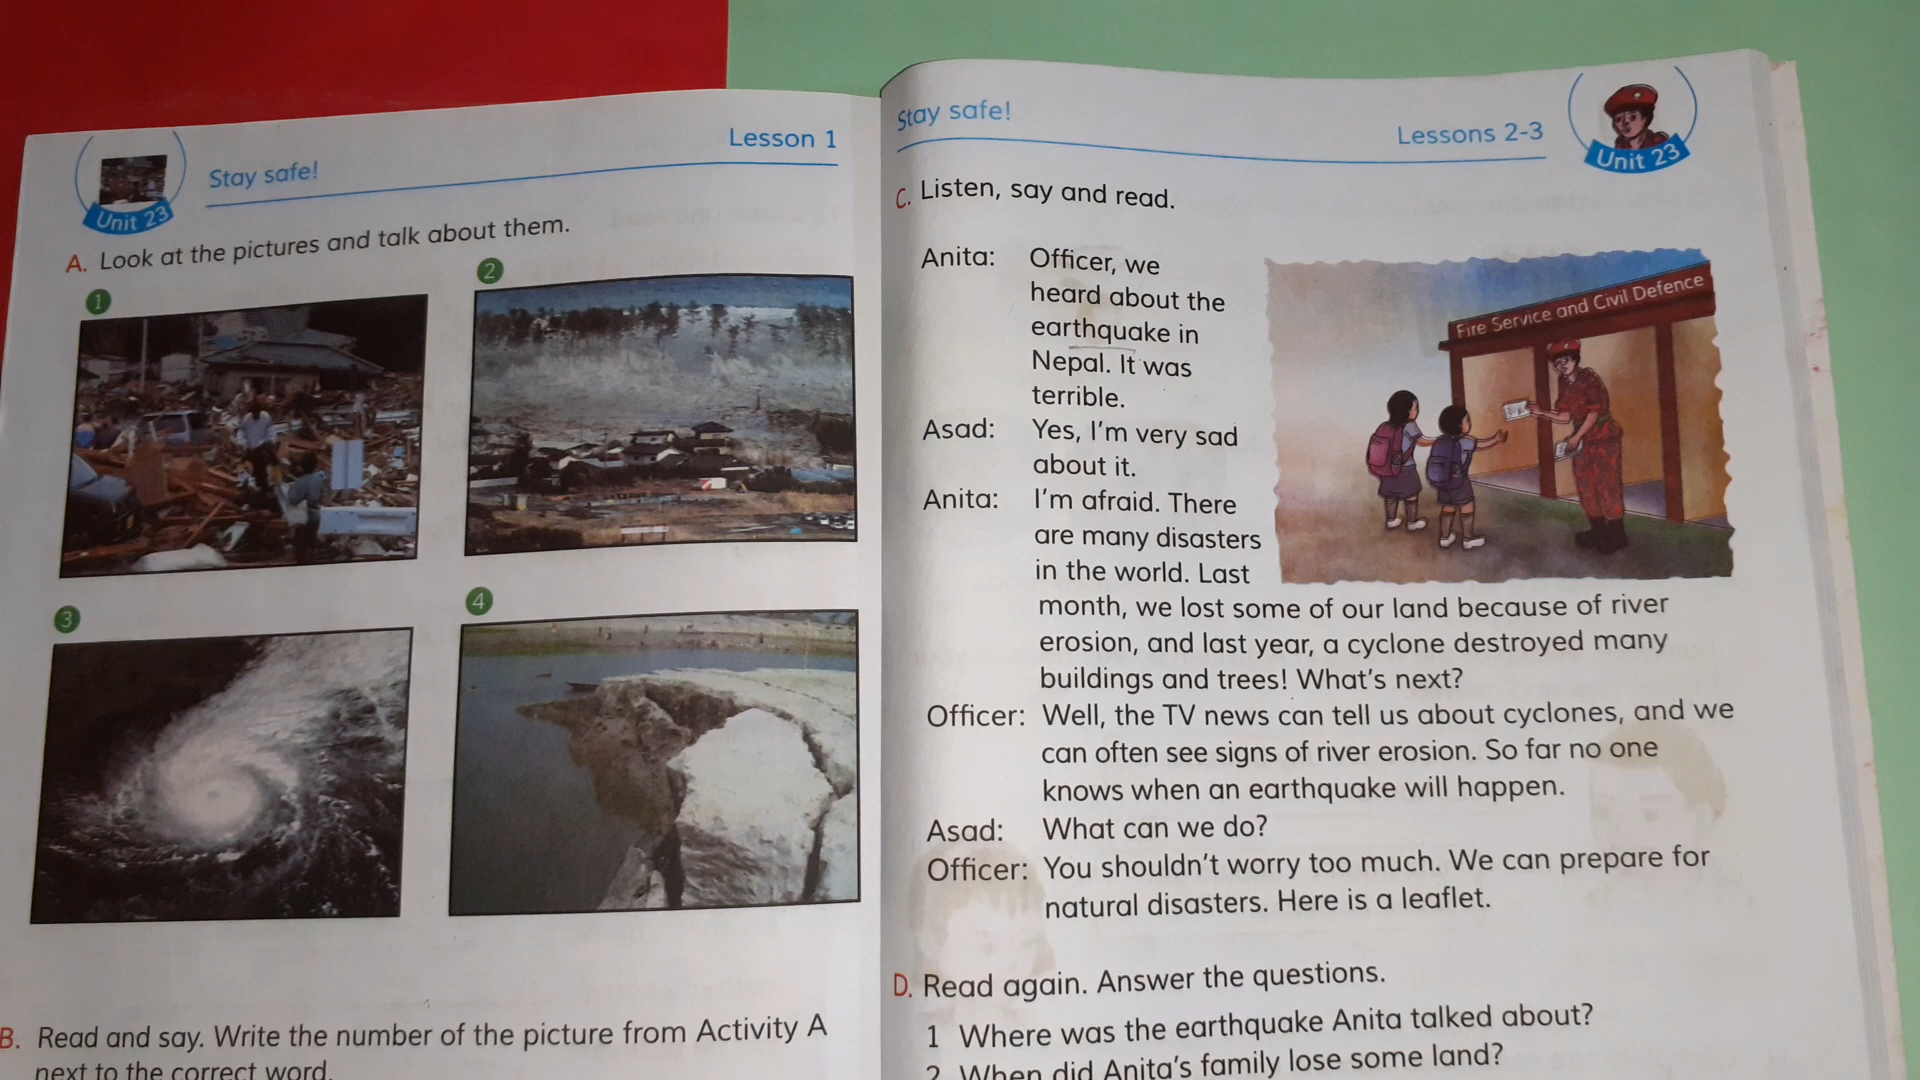 Unit 23
Stay safe!
Lesson 1
A. Look at the pictures and talk about them.
1
2
3
4
B. Read and say. Write the number of the picture from Activity A
next to the correct word.
Stay safe!
Lessons 2-3
Unit 23
C. Listen, say and read.
Anita: Officer, we
heard about the
earthquake in
Nepal. It was
terrible.
Asad: Yes, I'm very sad
about it.
Anita: I'm afraid. There
are many disasters
in the world. Last
month, we lost some of our land because of river
erosion, and last year, a cyclone destroyed many
buildings and trees! What's next?
Officer: Well, the TV news can tell us about cyclones, and we
can often see signs of river erosion. So far no one
knows when an earthquake will happen.
Asad: What can we do?
Officer: You shouldn't worry too much. We can prepare for
natural disasters. Here is a leaflet.
Fire Service and Civil Defence
D. Read again. Answer the questions.
1 Where was the earthquake Anita talked about?
2 When did Anita's family lose some land?